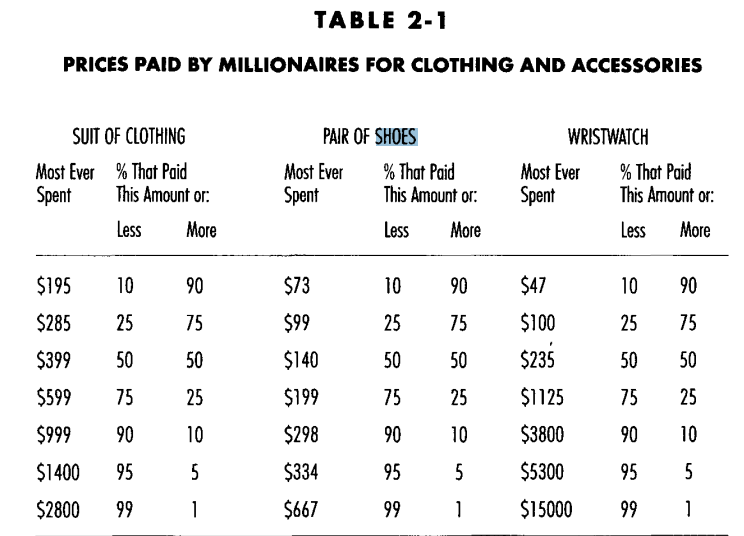 TABLE 2-1
PRICES PAID BY MILLIONAIRES FOR CLOTHING AND ACCESSORIES
SUIT OF CLOTHING PAIR OF SHOES WRISTWATCH
Most Ever % That Paid Most Ever % That Paid Most Ever % That Paid
Spent This Amount or: Spent This Amount or: Spent This Amount or:
Less More Less More Less More
$195 10 90 $73 10 90 $47 10 90
$285 25 75 $99 25 75 $100 25 75
$399 50 50 $140 50 50 $235 50 50
$599 75 25 $199 75 25 $1125 75 25
$999 90 10 $298 90 10 $3800 90 10
$1400 95 5 $334 95 5 $5300 95 5
$2800 99 1 $667 99 1 $15000 99 1